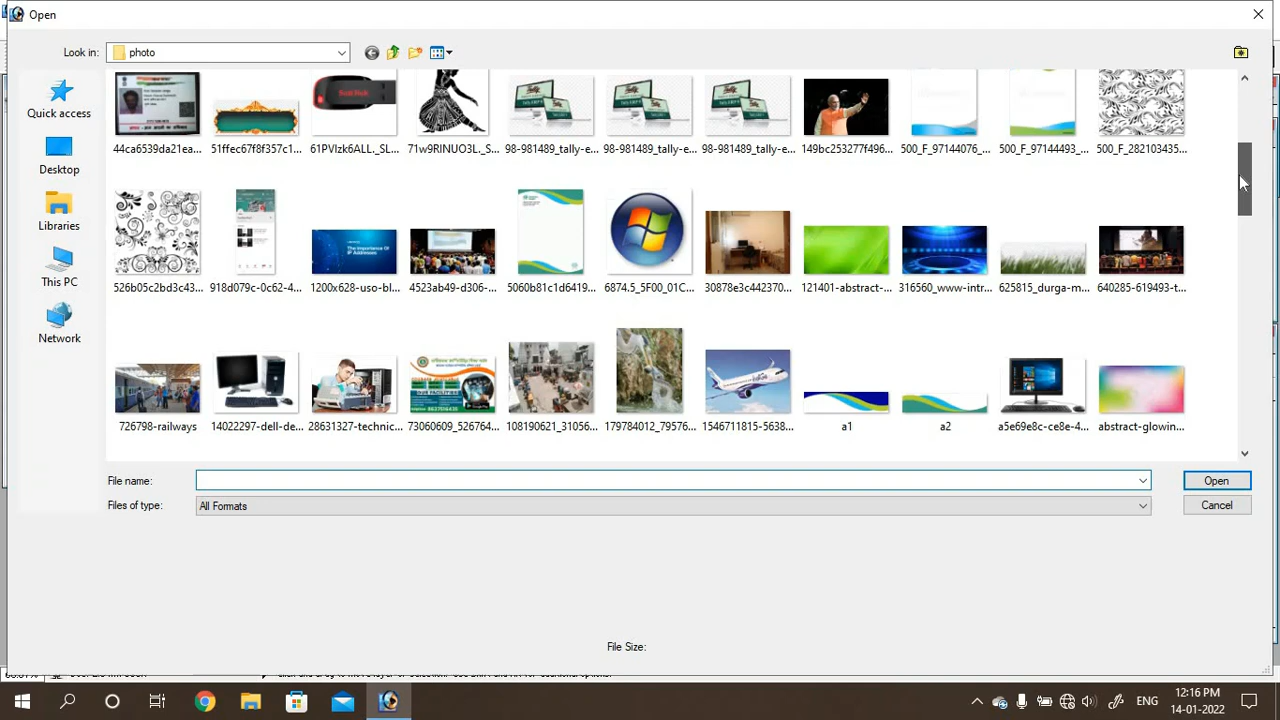 Open
Look in: photo
Quick access
Desktop
Libraries
This PC
Network
44ca6539da21ea... 51ffec67f8f357c1... 61PVlzk6ALL._SL... 71w9RINUO3L._S... 98-981489_tally-e... 98-981489_tally-e... 98-981489_tally-e... 149bc253277f496... 500_F_97144076_... 500_F_97144493_... 500_F_282103435...
526b05c2bd3c43... 918d079c-0c62-4... 1200x628-uso-bl... 4523ab49-d306-... 5060b81c1d6419... 6874.5_5F00_01C... 30878e3c442370... 121401-abstract-... 316560_www-intr... 625815_durga-m... 640285-619493-t...
726798-railways 14022297-dell-de... 28631327-technic... 73060609_526764... 108190621_31056... 179784012_79576... 1546711815-5638... a1 a2 a5e69e8c-ce8e-4... abstract-glowin...
File name: Open
Files of type: All Formats Cancel
File Size:
ENG
12:16 PM
14-01-2022